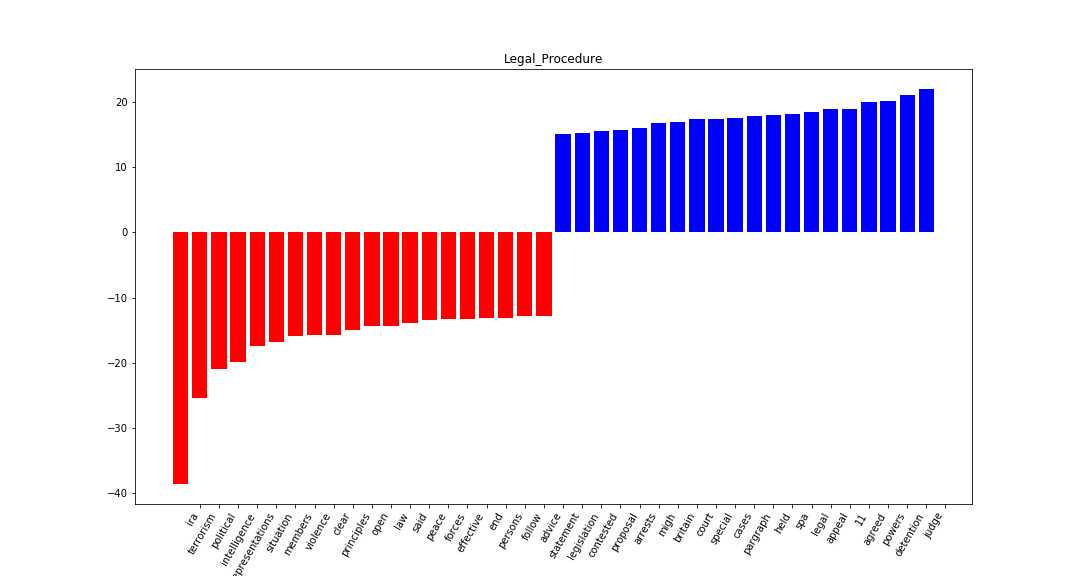 Legal_Procedure
20
10
0
−10
−20
−30
−40
ira
terrorism
political
intelligence
epresentations
situation
members
violence
clear
principles
open
law
said
peace
forces
effective
end
persons
follow
advice
statement
legislation
contested
proposal
arrests
migh
britain
court
special
cases
pargraph
held
spa
legal
appeal
11
agreed
powers
detention
judge